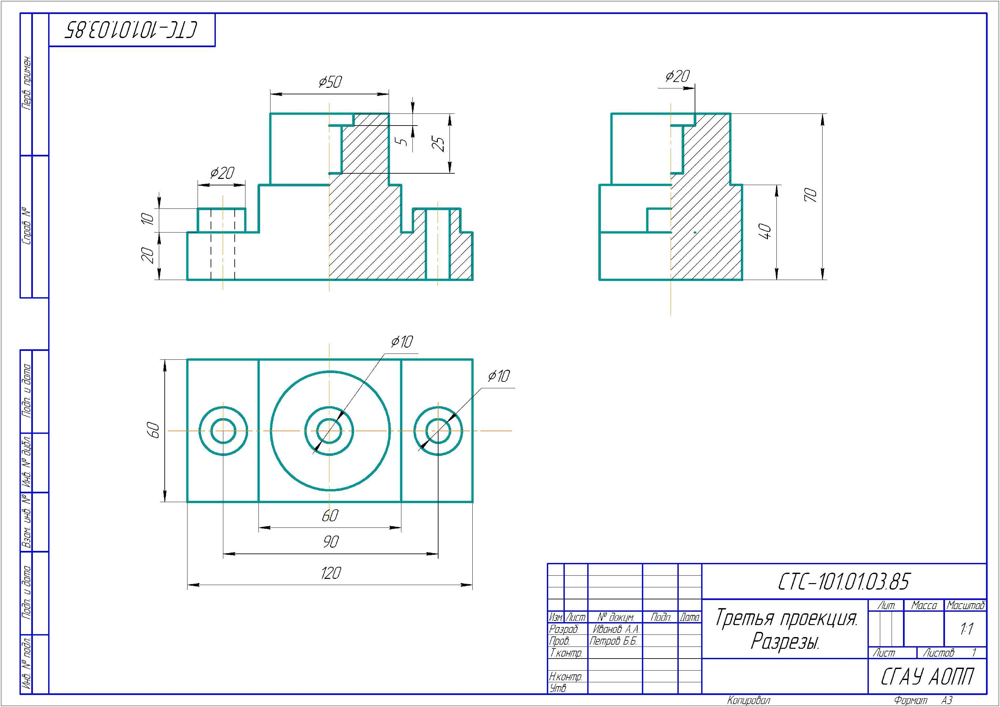 СТС-101.01.03.85
Перв. примен.
Справ. №
Подп. и дата
Инв. № дубл.
Взам. инв. №
Подп. и дата
Инв. № подл.
⌀50
⌀20
5
25
⌀20
10
20
70
40
⌀10
⌀10
60
60
90
120
СТС-101.01.03.85
Лит. Масса Масштаб
Третья проекция.
Разрезы.
1:1
Изм. Лист № докум. Подп. Дата
Разраб. Иванов А.А.
Пров. Петров Б.Б.
Т.контр.
Лист Листов 1
Н.контр.
Утв.
СГАУ АОПП
Копировал Формат А3